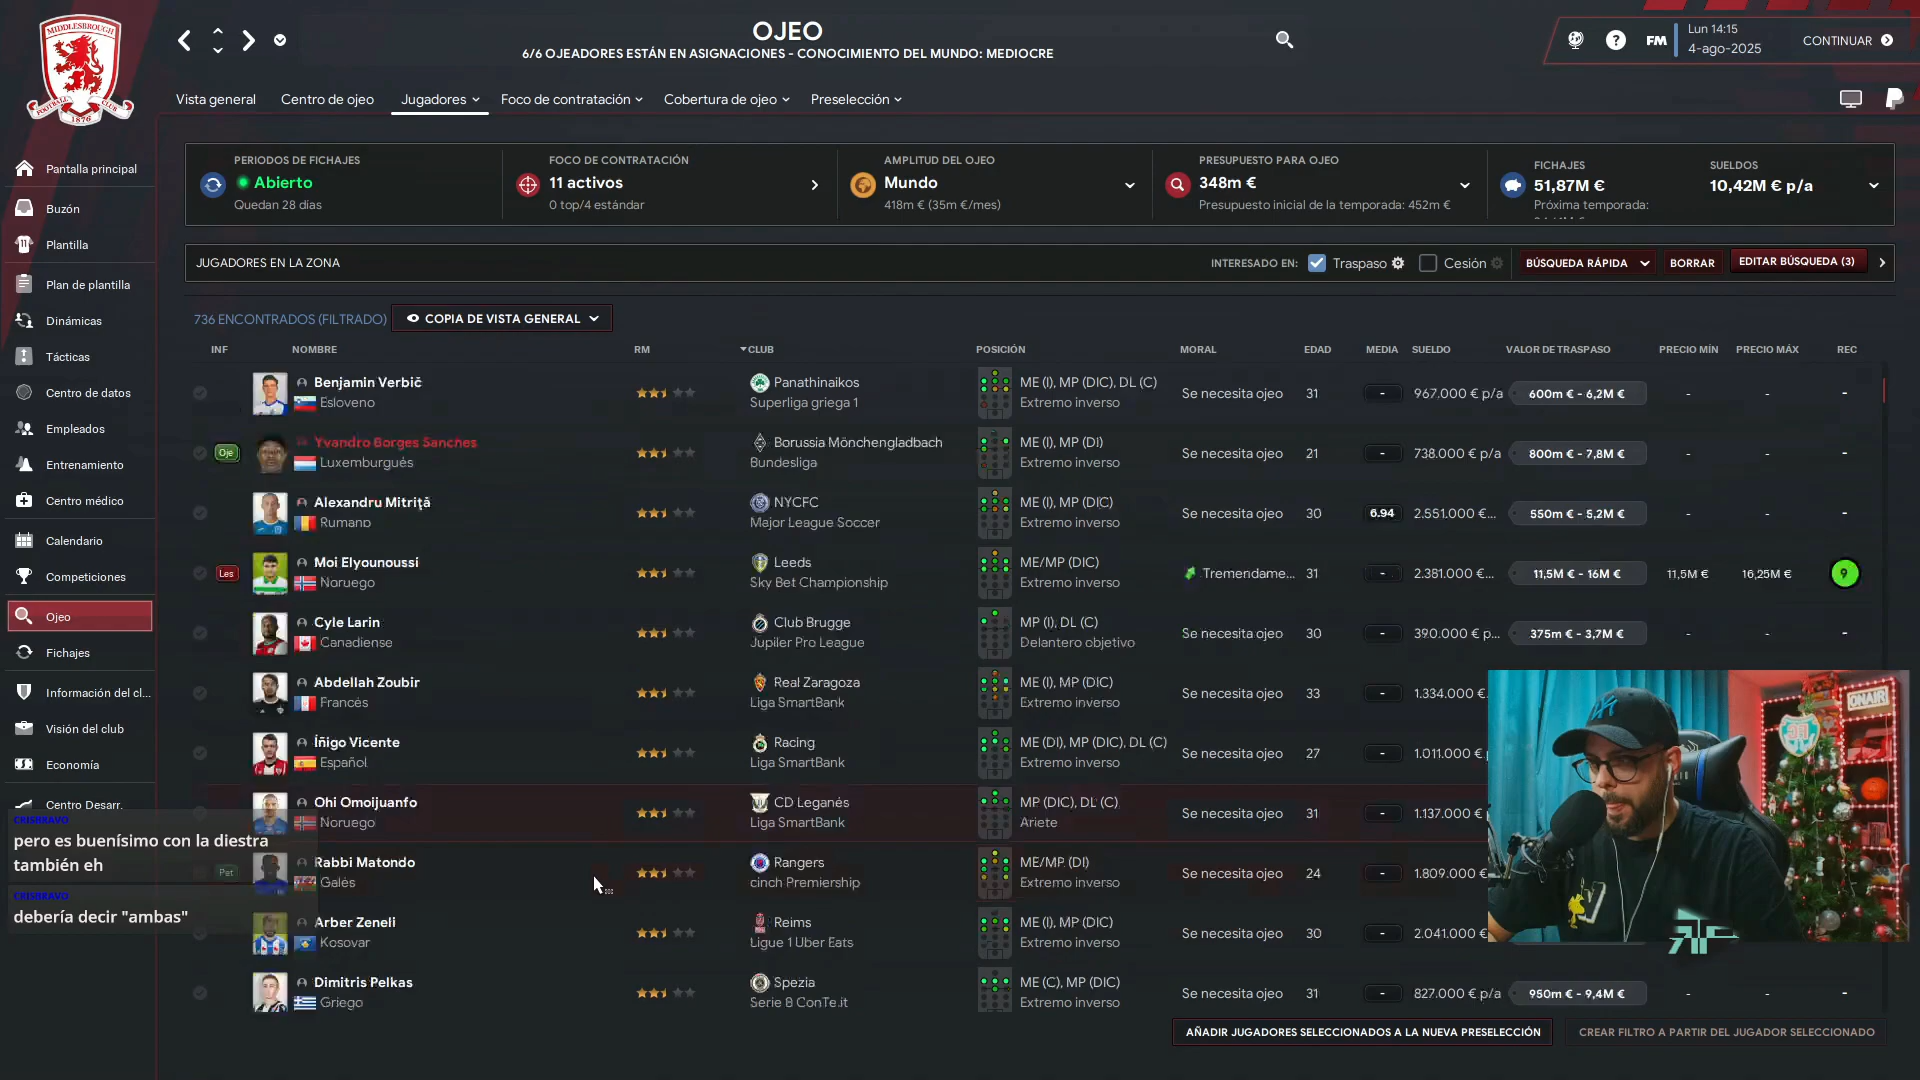 OJEO
6/6 OJEADORES ESTÁN EN ASIGNACIONES - CONOCIMIENTO DEL MUNDO: MEDIOCRE
FM
Lun 14:15
4-ago-2025
CONTINUAR
MIDDLESBROUGH
FOOTBALL CLUB
1876
Vista general
Centro de ojeo
Jugadores
Foco de contratación
Cobertura de ojeo
Preselección
Pantalla principal
Buzón
Plantilla
Plan de plantilla
Dinámicas
Tácticas
Centro de datos
Empleados
Entrenamiento
Centro médico
Calendario
Competiciones
Ojeo
Fichajes
Información del cl...
Visión del club
Economía
Centro Desarr.
PERIODOS DE FICHAJES
Abierto
Quedan 28 días
FOCO DE CONTRATACIÓN
11 activos
0 top/4 estándar
AMPLITUD DEL OJEO
Mundo
418m € (35m €/mes)
PRESUPUESTO PARA OJEO
348m €
Presupuesto inicial de la temporada: 452m €
FICHAJES
51,87M €
Próxima temporada:
SUELDOS
10,42M € p/a
JUGADORES EN LA ZONA
INTERESADO EN:
Traspaso
Cesión
BÚSQUEDA RÁPIDA
BORRAR
EDITAR BÚSQUEDA (3)
736 ENCONTRADOS (FILTRADO)
COPIA DE VISTA GENERAL
INF NOMBRE RM CLUB POSICIÓN MORAL EDAD MEDIA SUELDO VALOR DE TRASPASO PRECIO MÍN PRECIO MÁX REC
Benjamin Verbič Panathinaikos ME (I), MP (DIC), DL (C)
Esloveno Superliga griega 1 Extremo inverso
Se necesita ojeo 31 - 967.000 € p/a 600m € - 6,2M € - - -
Yvandro Borges Sanches Borussia Mönchengladbach ME (I), MP (DI)
Oje Luxemburgués Bundesliga Extremo inverso
Se necesita ojeo 21 - 738.000 € p/a 800m € - 7,8M € - - -
Alexandru Mitriţă NYCFC ME (I), MP (DIC)
Rumano Major League Soccer Extremo inverso
Se necesita ojeo 30 6.94 2.551.000 €... 550m € - 5,2M € - - -
Moi Elyounoussi Leeds ME/MP (DIC)
Les Noruego Sky Bet Championship Extremo inverso
Tremendame... 31 - 2.381.000 €... 11,5M € - 16M € 11,5M € 16,25M € 9
Cyle Larin Club Brugge MP (I), DL (C)
Canadiense Jupiler Pro League Delantero objetivo
Se necesita ojeo 30 - 390.000 € p... 375m € - 3,7M € - - -
Abdellah Zoubir Real Zaragoza ME (I), MP (DIC)
Francés Liga SmartBank Extremo inverso
Se necesita ojeo 33 - 1.334.000 €
Íñigo Vicente Racing ME (DI), MP (DIC), DL (C)
Español Liga SmartBank Extremo inverso
Se necesita ojeo 27 - 1.011.000 €
Ohi Omoijuanfo CD Leganés MP (DIC), DL (C)
Noruego Liga SmartBank Ariete
Se necesita ojeo 31 - 1.137.000 €
Rabbi Matondo Rangers ME/MP (DI)
Pet Galés cinch Premiership Extremo inverso
Se necesita ojeo 24 - 1.809.000 €
Arber Zeneli Reims ME (I), MP (DIC)
Kosovar Ligue 1 Uber Eats Extremo inverso
Se necesita ojeo 30 - 2.041.000 €
Dimitris Pelkas Spezia ME (C), MP (DIC)
Griego Serie B ConTe.it Extremo inverso
Se necesita ojeo 31 - 827.000 € p/a 950m € - 9,4M € - - -
CRISBRAVO
pero es buenísimo con la diestra
también eh
CRISBRAVO
debería decir "ambas"
ON AIR
AÑADIR JUGADORES SELECCIONADOS A LA NUEVA PRESELECCIÓN
CREAR FILTRO A PARTIR DEL JUGADOR SELECCIONADO